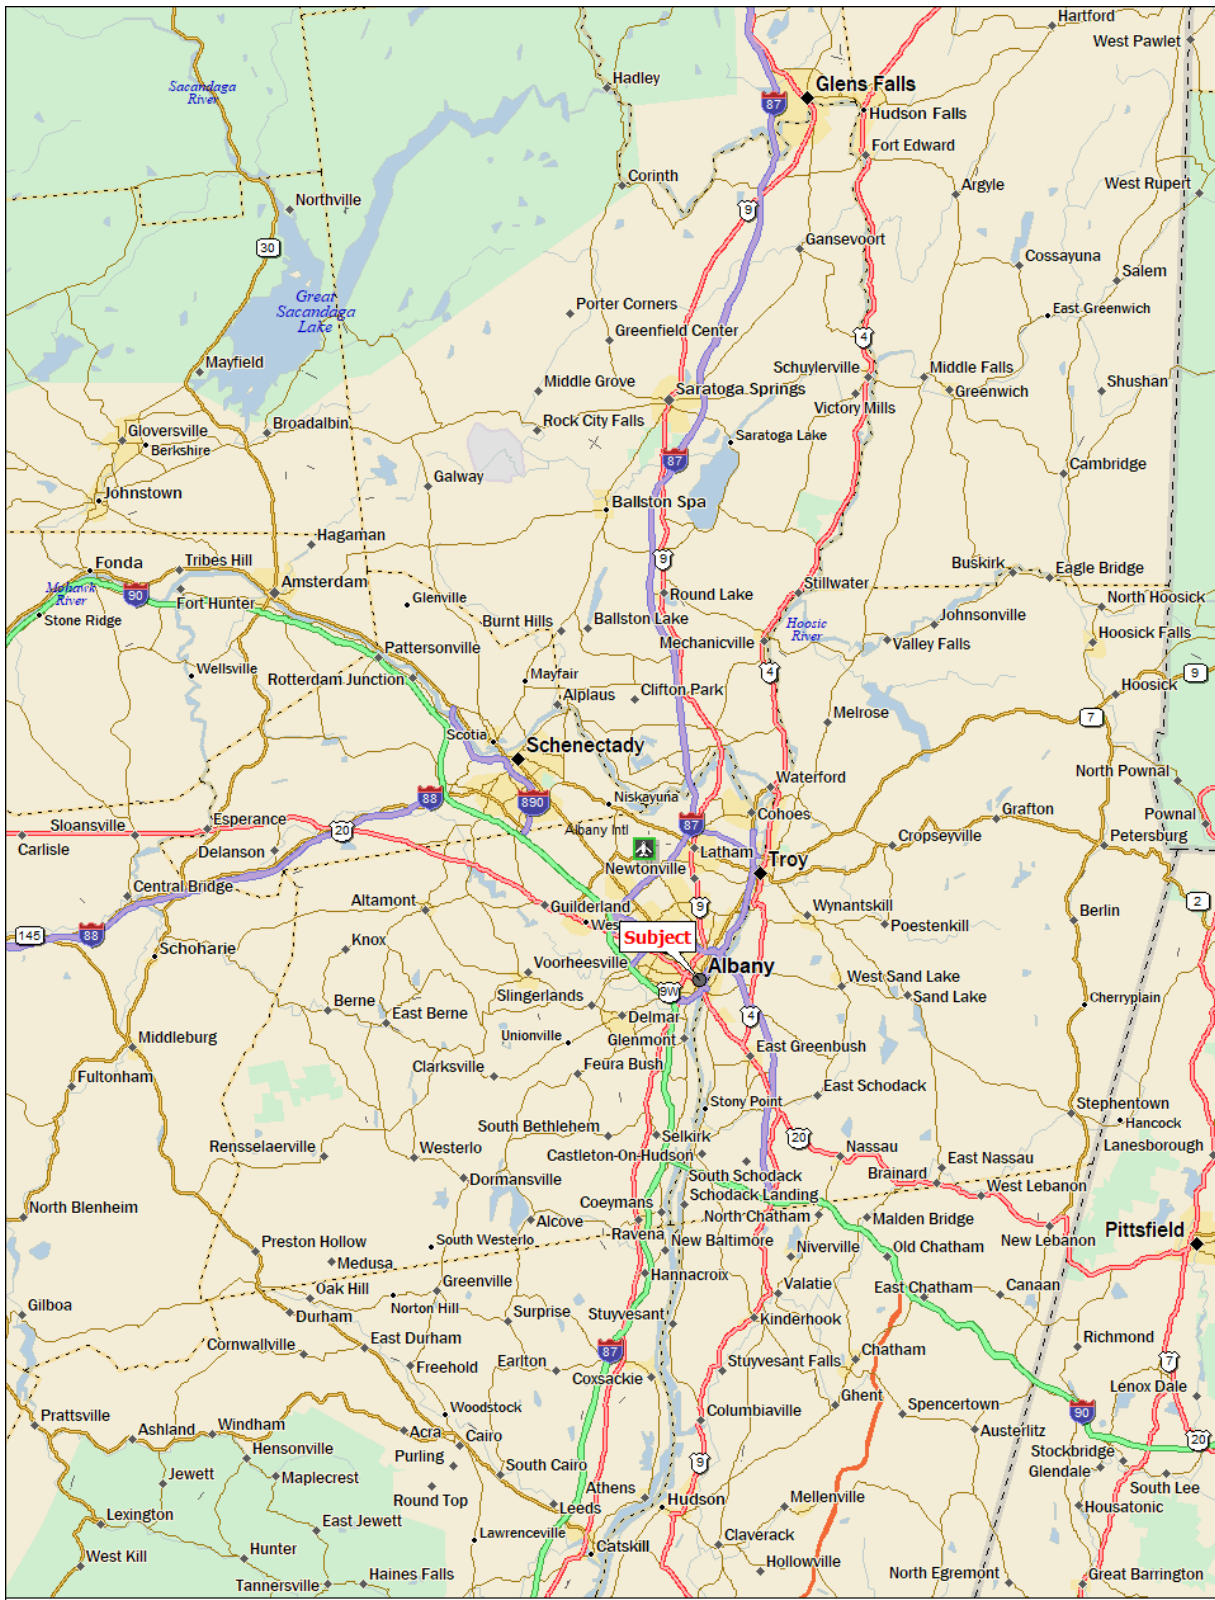 Hartford
West Pawlet
Hadley
Sacandaga
River
Glens Falls
87
Hudson Falls
Fort Edward
Corinth
Argyle
West Rupert
Northville
9
30
Gansevoort
Cossayuna
Salem
Great
Sacandaga
Lake
Porter Corners
East Greenwich
Greenfield Center
4
Mayfield
Schuylerville
Middle Falls
Middle Grove
Saratoga Springs
Greenwich
Shushan
Victory Mills
Rock City Falls
Broadalbin
Gloversville
Berkshire
Saratoga Lake
87
Cambridge
Galway
Johnstown
Ballston Spa
Hagaman
Fonda
Tribes Hill
9
Buskirk
Eagle Bridge
Mohawk
River
90
Amsterdam
Stillwater
Fort Hunter
Glenville
Round Lake
North Hoosick
Stone Ridge
Burnt Hills
Ballston Lake
Hoosic
River
Johnsonville
Hoosick Falls
Mechanicville
Valley Falls
Pattersonville
Wellsville
Rotterdam Junction
Mayfair
4
9
Alplaus
Clifton Park
Hoosick
Melrose
7
Scotia
Schenectady
Waterford
North Pownal
88
890
Niskayuna
Grafton
Cohoes
Pownal
Esperance
Sloansville
20
Albany Intl
87
Cropseyville
Petersburg
Carlisle
Delanson
Latham
Troy
Newtonville
Central Bridge
Altamont
Guilderland
9
Wynantskill
2
Berlin
Wes
Poestenkill
145
88
Subject
Knox
Schoharie
Voorheesville
Albany
West Sand Lake
9W
Slingerlands
Sand Lake
Cherryplain
Berne
East Berne
Delmar
4
Unionville
Glenmont
Middleburg
East Greenbush
Clarksville
Feura Bush
Fultonham
East Schodack
Stony Point
Stephentown
South Bethlehem
Hancock
Selkirk
20
Rensselaerville
Westerlo
Nassau
Lanesborough
Castleton-On-Hudson
East Nassau
South Schodack
Brainard
Dormansville
West Lebanon
Schodack Landing
Coeymans
North Blenheim
North Chatham
Malden Bridge
Alcove
Pittsfield
Ravena
South Westerlo
New Baltimore
New Lebanon
Preston Hollow
Niverville
Old Chatham
Medusa
Hannacroix
Greenville
Valatie
East Chatham
Canaan
Oak Hill
Gilboa
Norton Hill
Surprise
Stuyvesant
Durham
Kinderhook
Cornwallville
East Durham
Richmond
87
Chatham
Freehold
Earlton
Stuyvesant Falls
7
Coxsackie
Lenox Dale
Ghent
Woodstock
Spencertown
90
Prattsville
Columbiaville
Ashland
Windham
Acra
Cairo
Austerlitz
20
Hensonville
Stockbridge
Purling
9
Glendale
Jewett
Maplecrest
South Cairo
South Lee
Athens
Round Top
Hudson
Mellenville
Leeds
Housatonic
Lexington
East Jewett
Lawrenceville
Claverack
Catskill
Hunter
West Kill
Hollowville
Haines Falls
North Egremont
Great Barrington
Tannersville